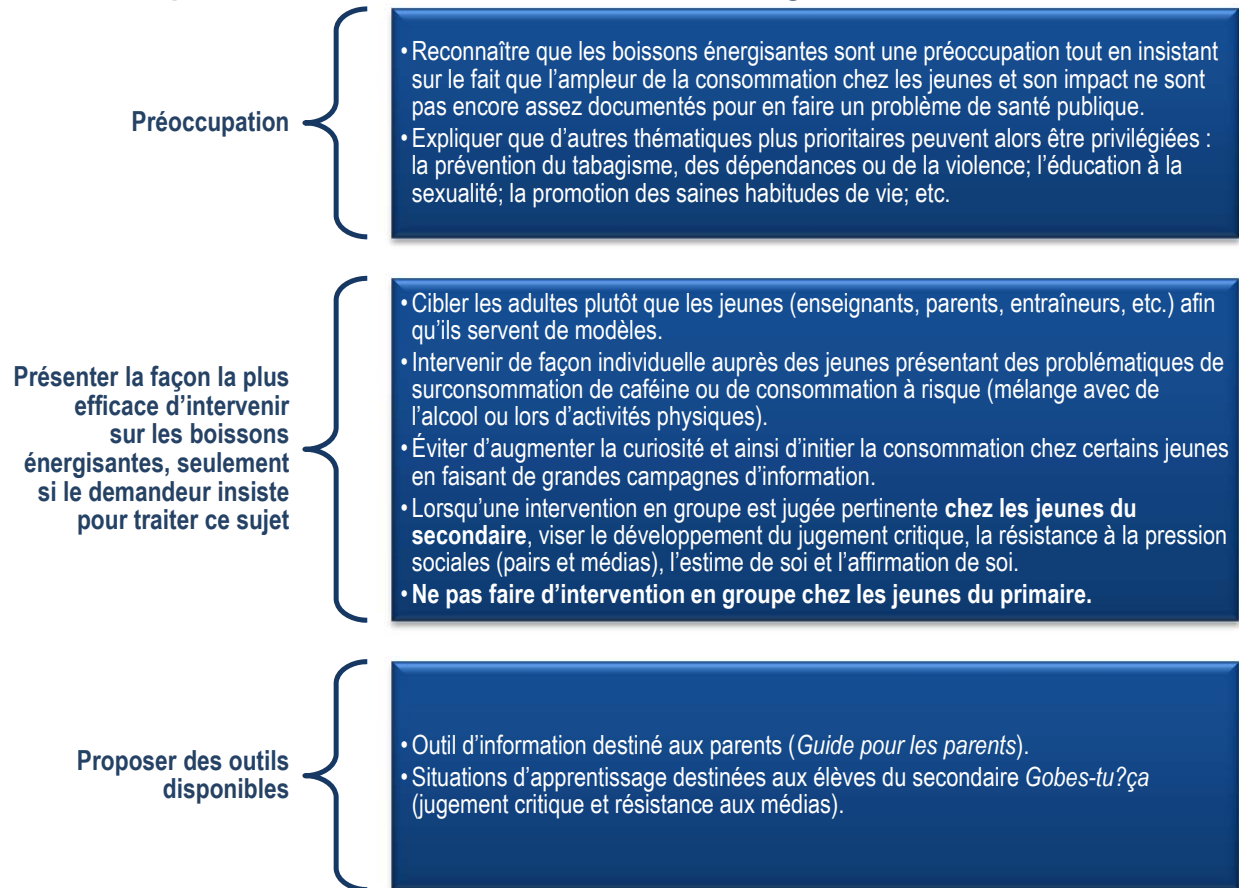 Préoccupation
• Reconnaître que les boissons énergisantes sont une préoccupation tout en insistant
sur le fait que l'ampleur de la consommation chez les jeunes et son impact ne sont
pas encore assez documentés pour en faire un problème de santé publique.
• Expliquer que d'autres thématiques plus prioritaires peuvent alors être privilégiées :
la prévention du tabagisme, des dépendances ou de la violence; l'éducation à la
sexualité; la promotion des saines habitudes de vie; etc.
Présenter la façon la plus
efficace d'intervenir
sur les boissons
énergisantes, seulement
si le demandeur insiste
pour traiter ce sujet
• Cibler les adultes plutôt que les jeunes (enseignants, parents, entraîneurs, etc.) afin
qu'ils servent de modèles.
• Intervenir de façon individuelle auprès des jeunes présentant des problématiques de
surconsommation de caféine ou de consommation à risque (mélange avec de
l'alcool ou lors d'activités physiques).
• Éviter d'augmenter la curiosité et ainsi d'initier la consommation chez certains jeunes
en faisant de grandes campagnes d'information.
• Lorsqu'une intervention en groupe est jugée pertinente chez les jeunes du
secondaire, viser le développement du jugement critique, la résistance à la pression
sociales (pairs et médias), l'estime de soi et l'affirmation de soi.
• Ne pas faire d'intervention en groupe chez les jeunes du primaire.
Proposer des outils
disponibles
• Outil d'information destiné aux parents (Guide pour les parents).
• Situations d'apprentissage destinées aux élèves du secondaire Gobes-tu?ça
(jugement critique et résistance aux médias).